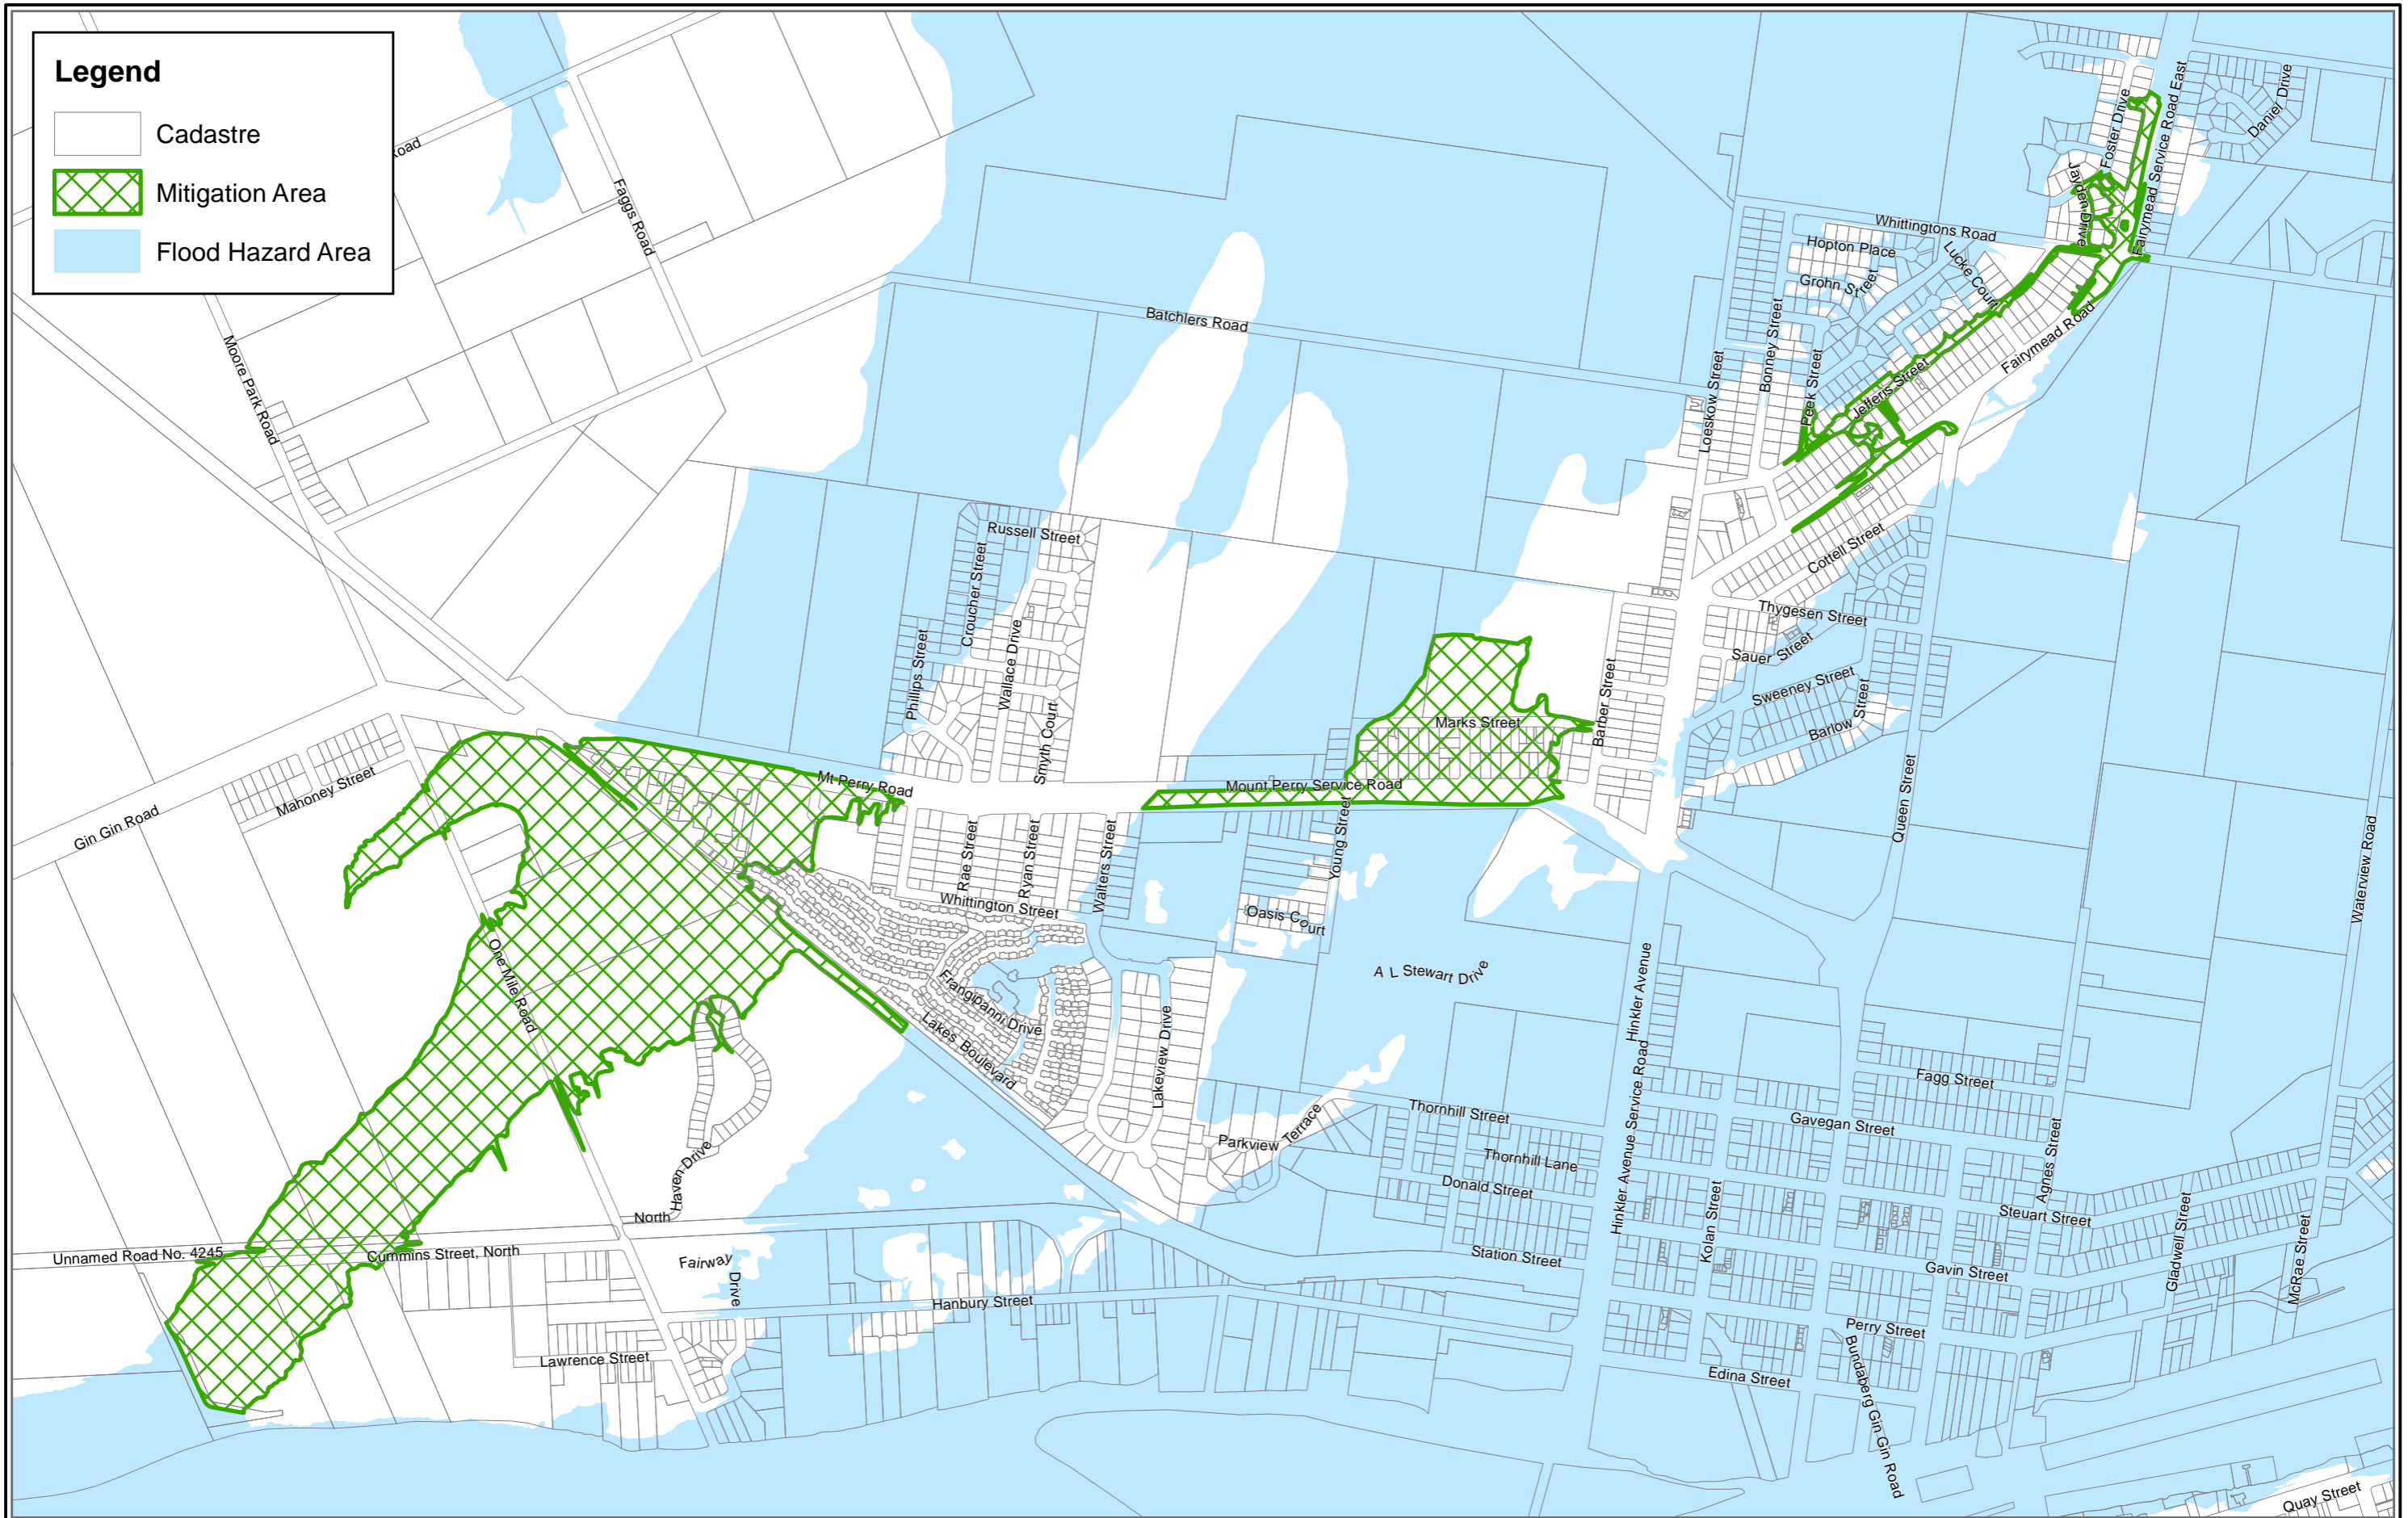 Legend
Cadastre
Mitigation Area
Flood Hazard Area
Road
Faggs Road
Moore Park Road
Batchlers Road
Whittingtons Road
Hopton Place
Grohn Street
Lucke Court
Foster Drive
Jayden Drive
Fairymead Service Road East
Daniel Drive
Fairymead Road
Bonney Street
Peek Street
Loeskow Street
Jefferis Street
Cottell Street
Russell Street
Croucher Street
Phillips Street
Wallace Drive
Smyth Court
Thygesen Street
Sauer Street
Sweeney Street
Barlow Street
Barber Street
Marks Street
Mount Perry Service Road
Mt Perry Road
Mahoney Street
Gin Gin Road
Rae Street
Ryan Street
Walters Street
Young Street
Queen Street
Waterview Road
Whittington Street
Oasis Court
A L Stewart Drive
Hinkler Avenue
One Mile Road
Frangipanni Drive
Lakes Boulevard
Lakeview Drive
Hinkler Avenue Service Road
Fagg Street
Thornhill Street
Gavegan Street
Parkview Terrace
Thornhill Lane
Donald Street
Agnes Street
North Haven Drive
Steuart Street
Kolan Street
Gladwell Street
McRae Street
Unnamed Road No. 4245
Cummins Street, North
Fairway Drive
Station Street
Gavin Street
Hanbury Street
Perry Street
Lawrence Street
Edina Street
Bundaberg Gin Gin Road
Quay Street